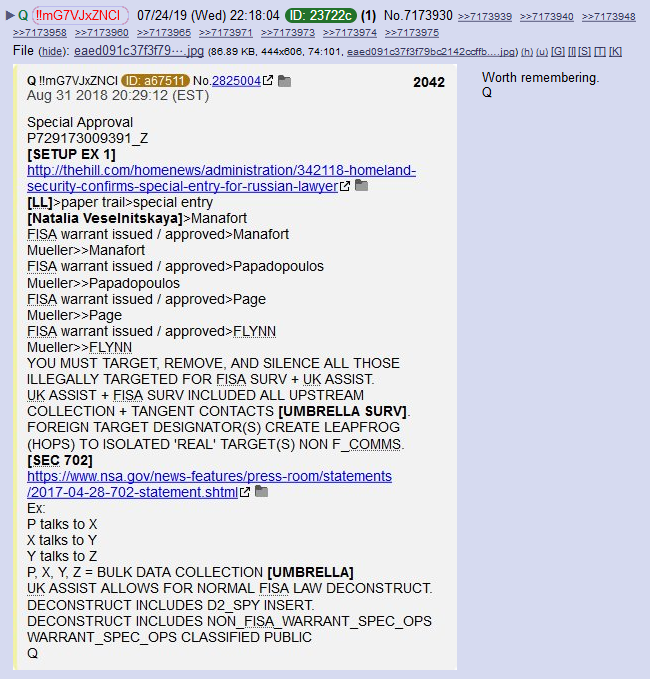 Q !!mG7VJxZNCI 07/24/19 (Wed) 22:18:04 ID: 23722c (1) No.7173930 >>7173939 >>7173940 >>7173948
>>7173958 >>7173960 >>7173965 >>7173971 >>7173973 >>7173974 >>7173975
File (hide): eaed091c37f3f79⋯.jpg (86.89 KB, 444x606, 74:101, eaed091c37f3f79bc2142ccffb....jpg) (h) (u) [G] [I] [S] [T] [K]
Q !!mG7VJxZNCI ID: a67511 No.2825004 2042
Aug 31 2018 20:29:12 (EST)
Special Approval
P729173009391_Z
[SETUP EX 1]
http://thehill.com/homenews/administration/342118-homeland-
security-confirms-special-entry-for-russian-lawyer
[LL]>paper trail>special entry
[Natalia Veselnitskaya]>Manafort
FISA warrant issued / approved>Manafort
Mueller>>Manafort
FISA warrant issued / approved>Papadopoulos
Mueller>>Papadopoulos
FISA warrant issued / approved>Page
Mueller>>Page
FISA warrant issued / approved>FLYNN
Mueller>>FLYNN
YOU MUST TARGET, REMOVE, AND SILENCE ALL THOSE
ILLEGALLY TARGETED FOR FISA SURV + UK ASSIST.
UK ASSIST + FISA SURV INCLUDED ALL UPSTREAM
COLLECTION + TANGENT CONTACTS [UMBRELLA SURV].
FOREIGN TARGET DESIGNATOR(S) CREATE LEAPFROG
(HOPS) TO ISOLATED 'REAL' TARGET(S) NON F_COMMS.
[SEC 702]
https://www.nsa.gov/news-features/press-room/statements
/2017-04-28-702-statement.shtml
Ex:
P talks to X
X talks to Y
Y talks to Z
P, X, Y, Z = BULK DATA COLLECTION [UMBRELLA]
UK ASSIST ALLOWS FOR NORMAL FISA LAW DECONSTRUCT.
DECONSTRUCT INCLUDES D2_SPY INSERT.
DECONSTRUCT INCLUDES NON_FISA_WARRANT_SPEC_OPS
WARRANT_SPEC_OPS CLASSIFIED PUBLIC
Q
Worth remembering.
Q